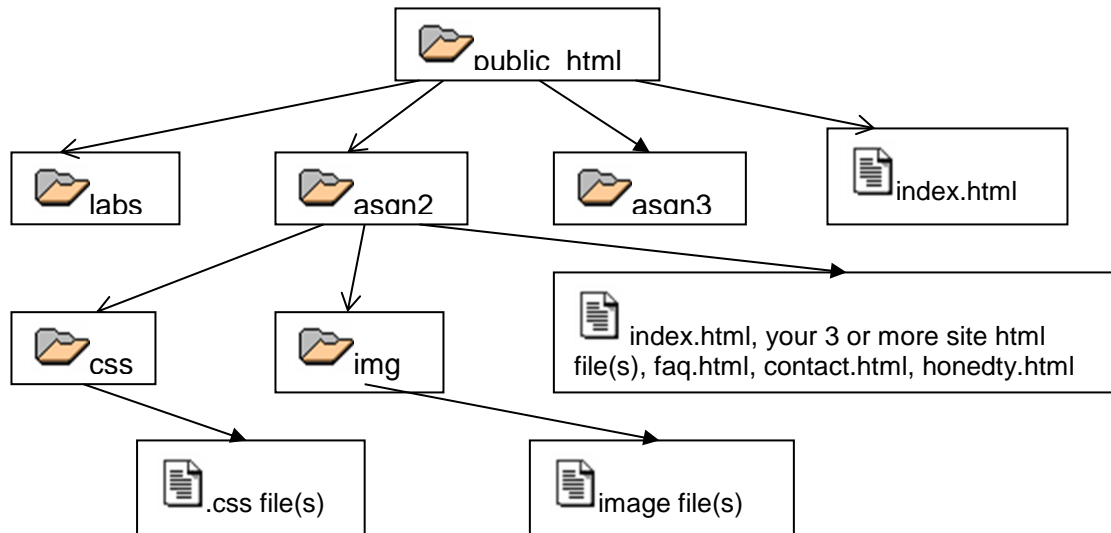 public_html
labs
asgn2
asgn3
index.html
css
img
index.html, your 3 or more site html
file(s), faq.html, contact.html, honedty.html
.css file(s)
image file(s)